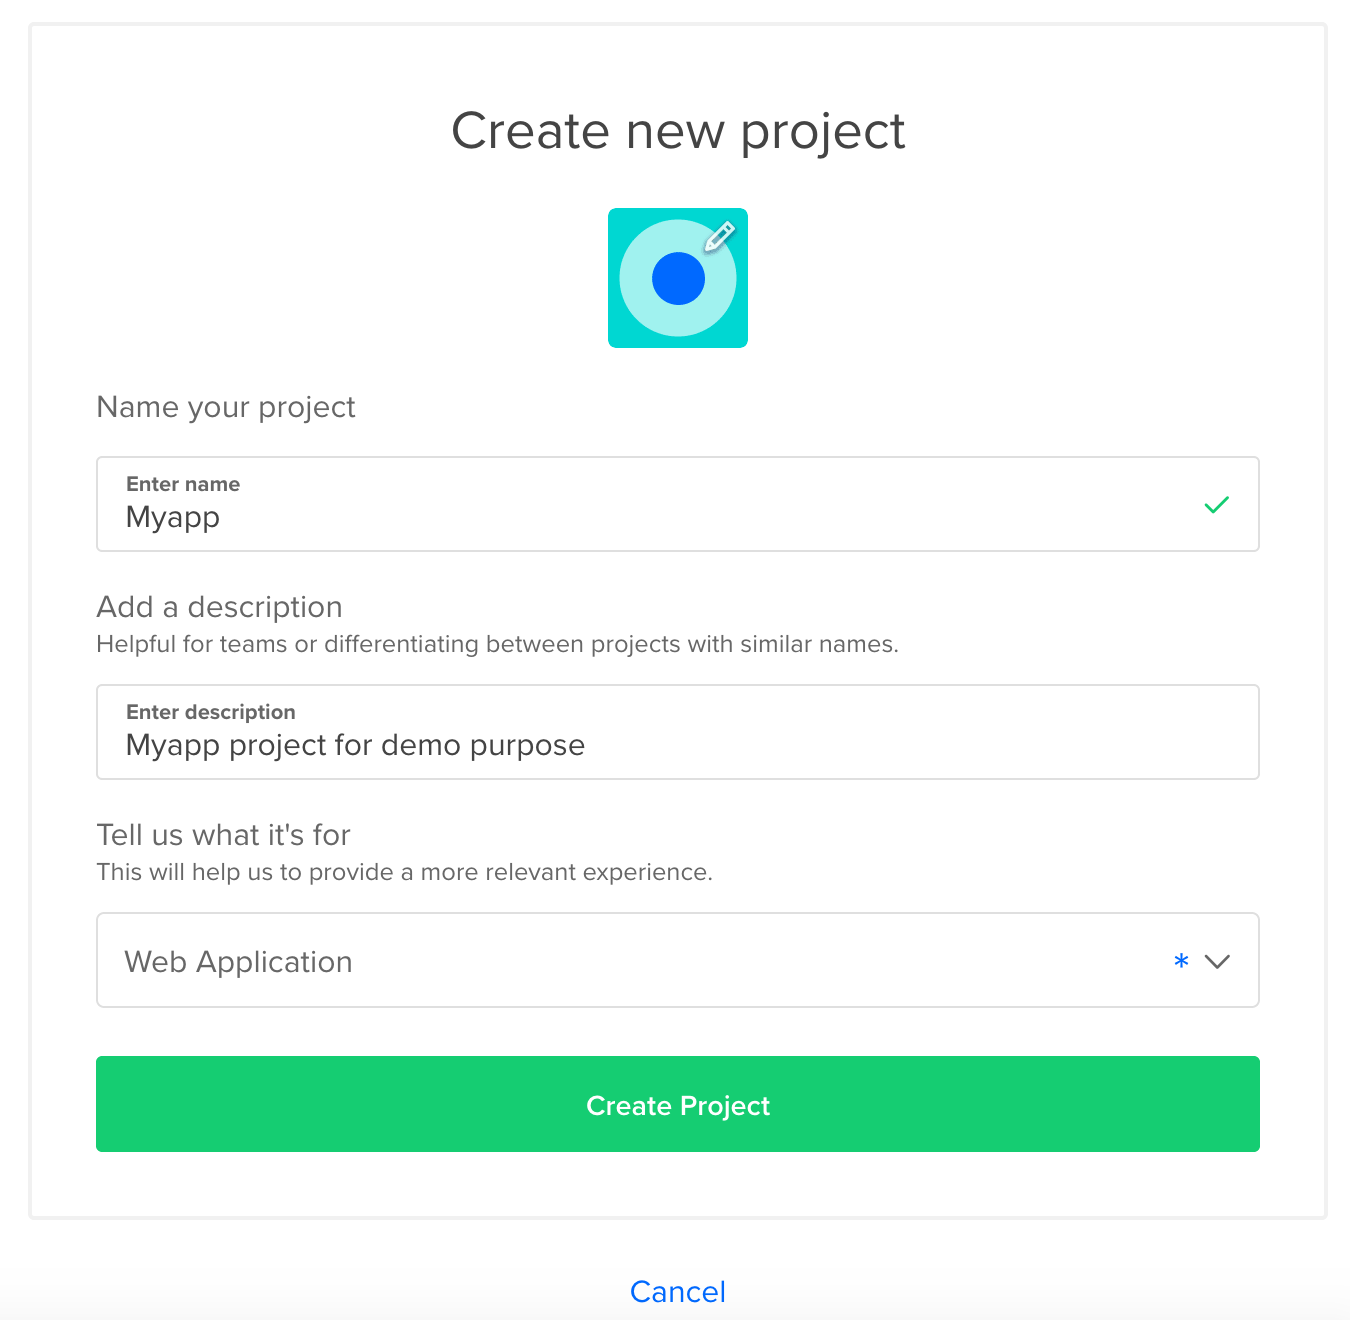 Create new project
Name your project
Enter name
Myapp
Add a description
Helpful for teams or differentiating between projects with similar names.
Enter description
Myapp project for demo purpose
Tell us what it's for
This will help us to provide a more relevant experience.
Web Application *
Create Project
Cancel